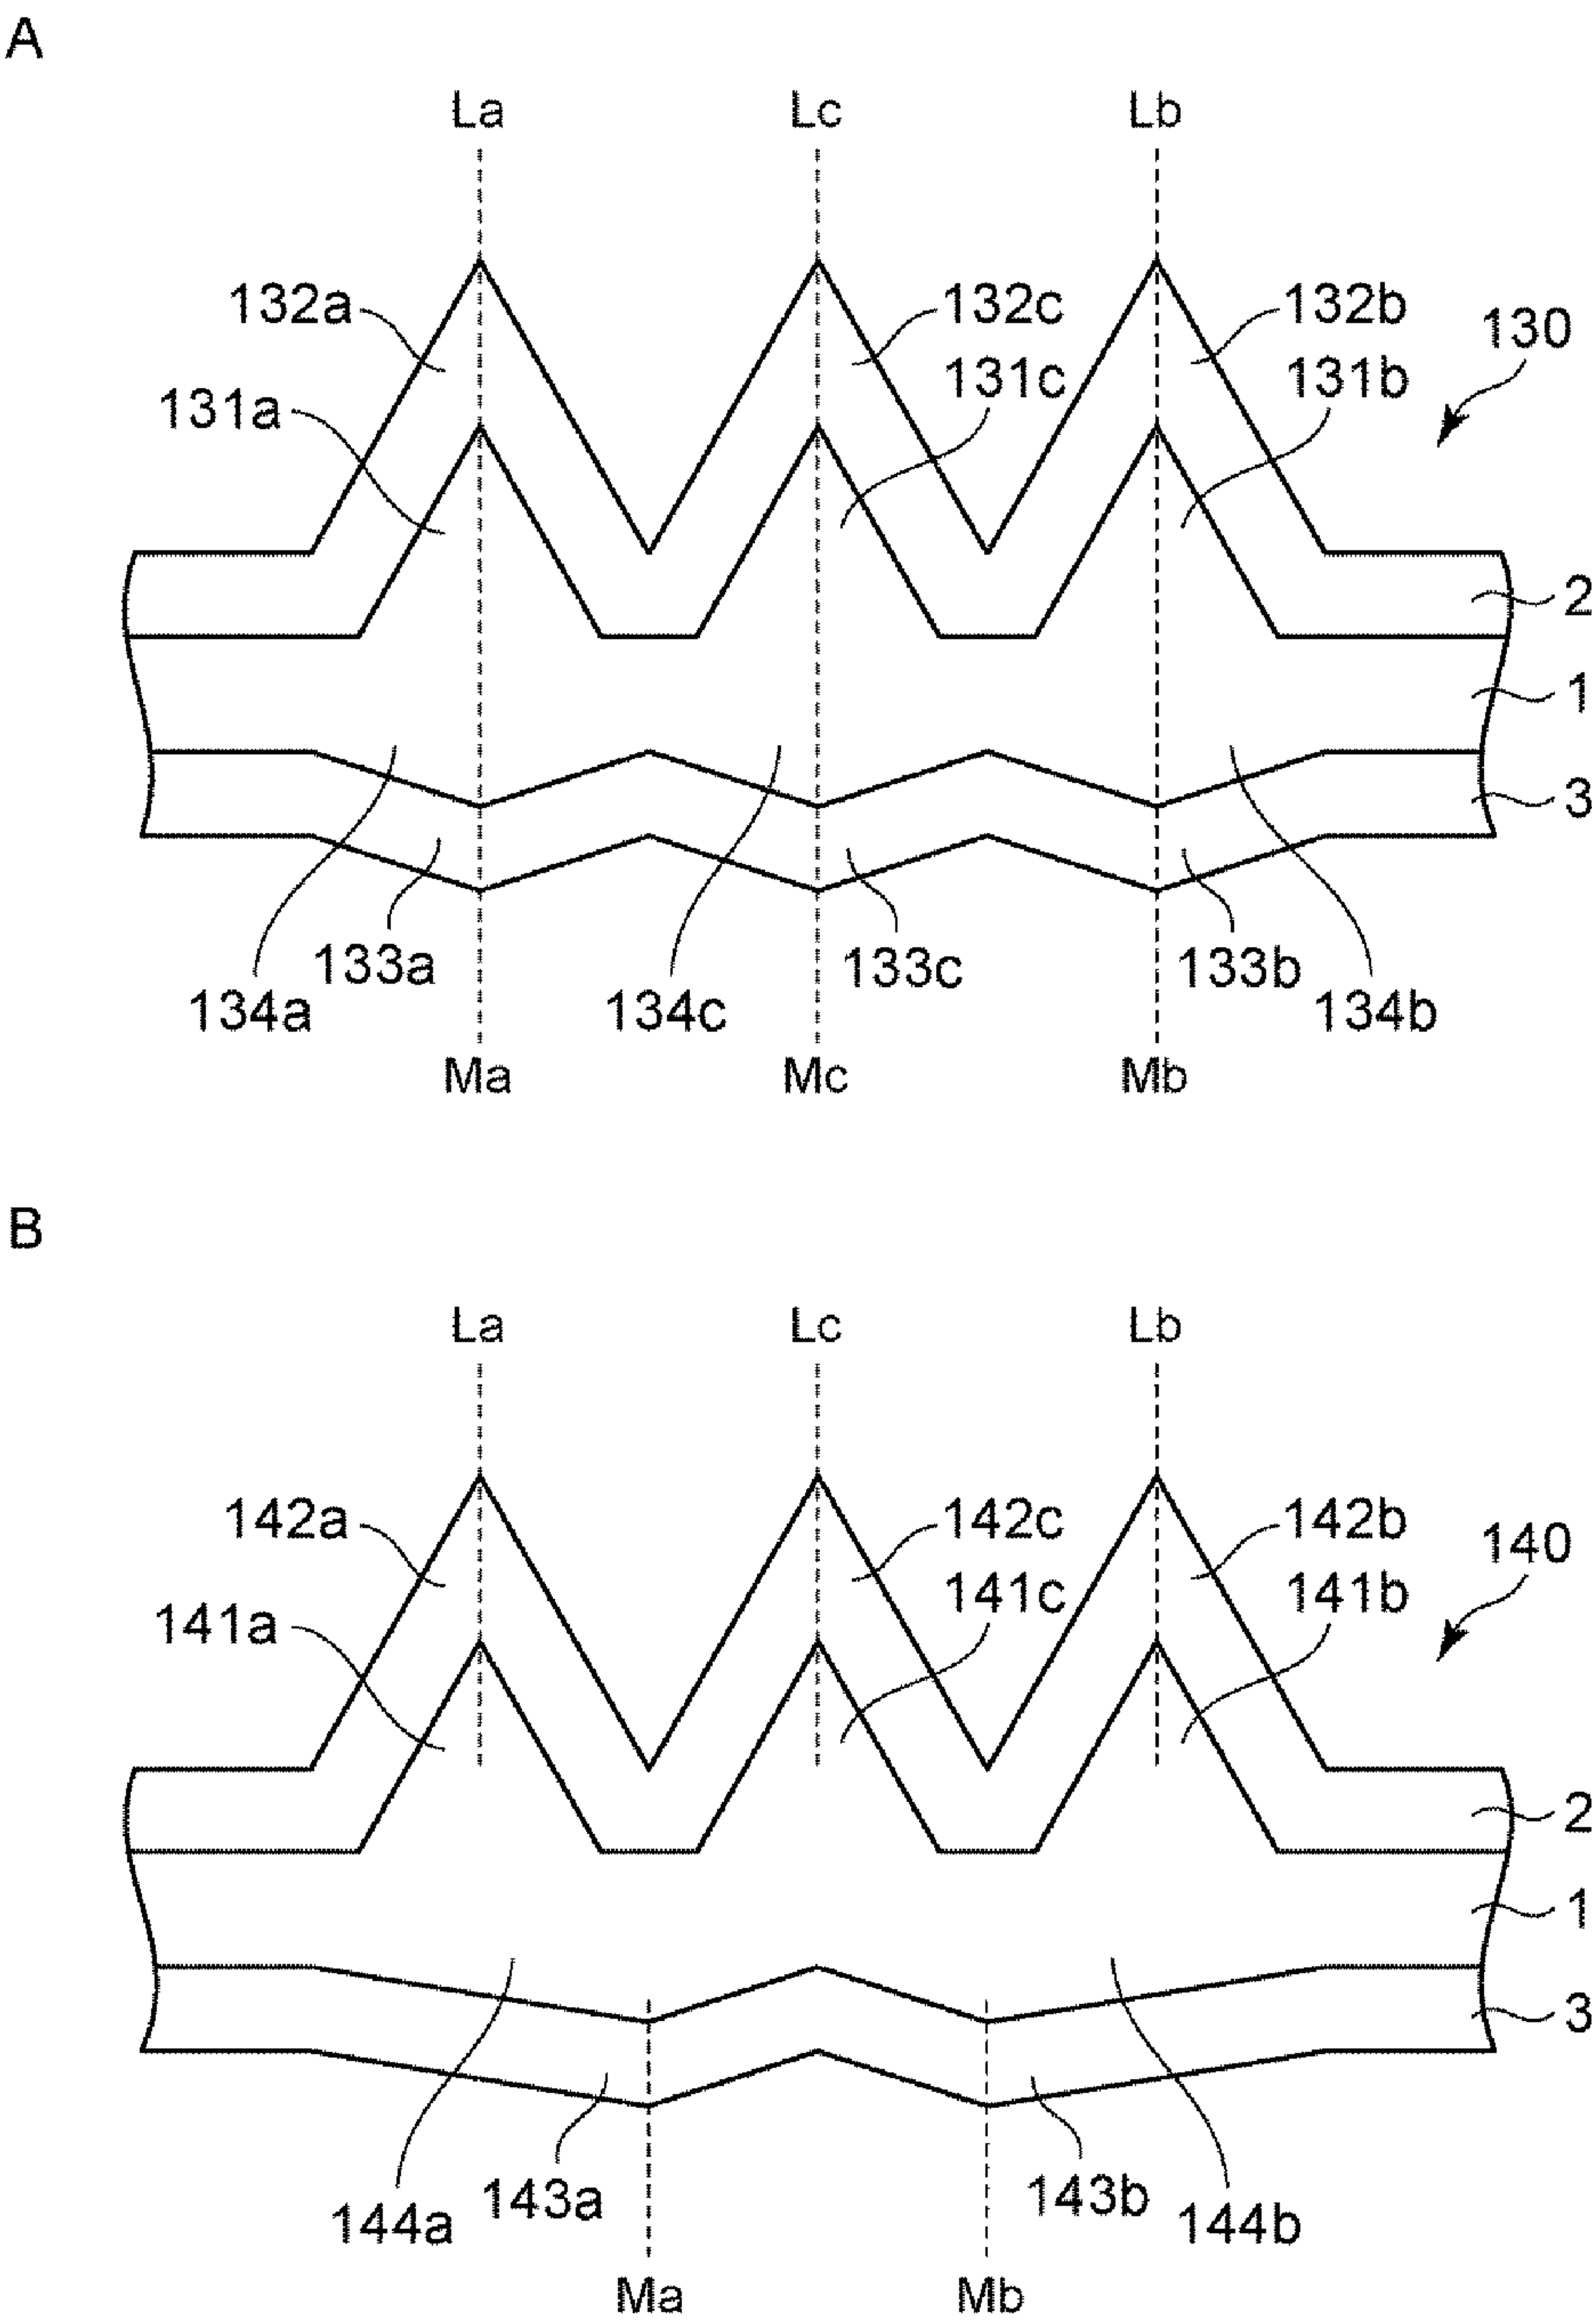 A
La Lc Lb
132a 132c 132b 130
131a 131c 131b
2
1
3
133a 133c 133b
134a 134c 134b
Ma Mc Mb
B
La Lc Lb
142a 142c 142b 140
141a 141c 141b
2
1
3
143a 143b
144a 144b
Ma Mb